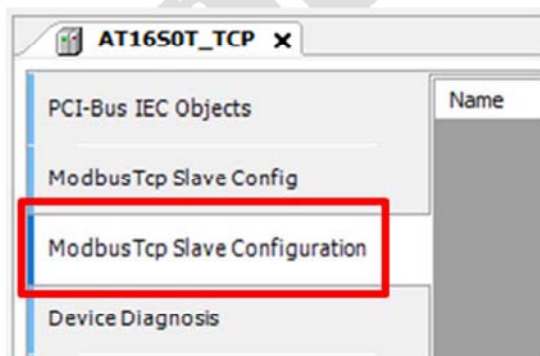 AT16S0T_TCP x
PCI-Bus IEC Objects
Name
ModbusTcp Slave Config
ModbusTcp Slave Configuration
Device Diagnosis